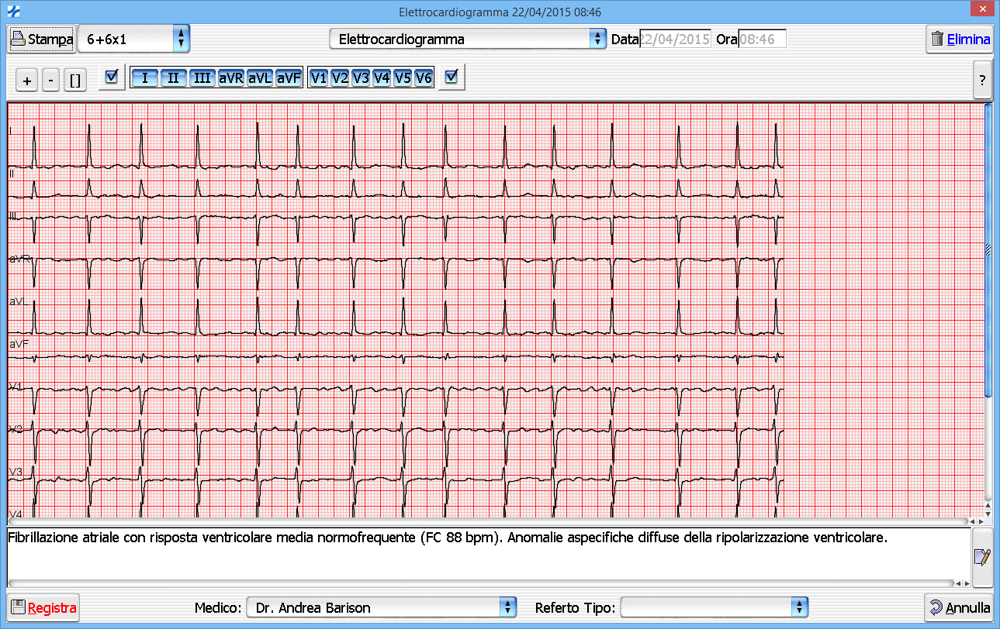 Elettrocardiogramma 22/04/2015 08:46
Stampa 6+6x1 Elettrocardiogramma Data 22/04/2015 Ora 08:46 Elimina
+ - [] I II III aVR aVL aVF V1 V2 V3 V4 V5 V6 ?
I
II
III
aVR
aVL
aVF
V1
V2
V3
V4
Fibrillazione atriale con risposta ventricolare media normofrequente (FC 88 bpm). Anomalie aspecifiche diffuse della ripolarizzazione ventricolare.
Registra Medico: Dr. Andrea Barison Referto Tipo: Annulla